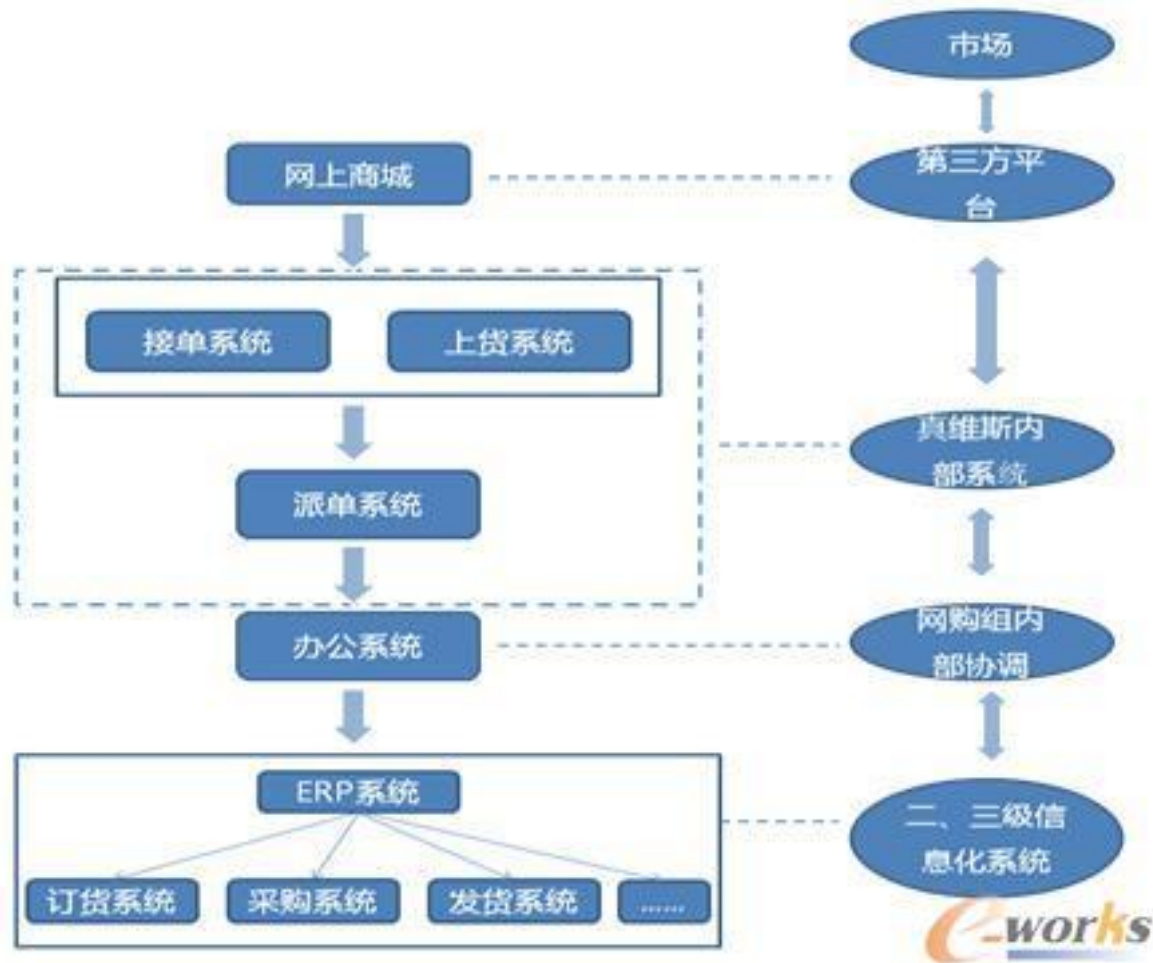 市场
网上商城
第三方平
台
接单系统
上货系统
真维斯内
部系统
派单系统
办公系统
网购组内
部协调
ERP系统
二、三级信
息化系统
订货系统
采购系统
发货系统
......
e-works